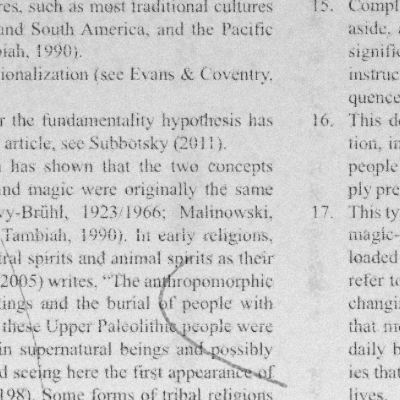 res, such as most traditional cultures
and South America, and the Pacific
biah, 1990).
ionalization (see Evans & Coventry,
r the fundamentality hypothesis has
article, see Subbotsky (2011).
has shown that the two concepts
and magic were originally the same
vy-Brühl, 1923/1966; Malinowski,
Tambiah, 1990). In early religions,
ral spirits and animal spirits as their
2005) writes, “The anthropomorphic
tings and the burial of people with
these Upper Paleolithic people were
in supernatural beings and possibly
d seeing here the first appearance of
198). Some forms of tribal religions
15. Compl
aside, a
signifi
instruc
quence
16. This de
tion, in
people
ply pre
17. This ty
magic-
loaded
refer to
changi
that m
daily b
ies that
lives.